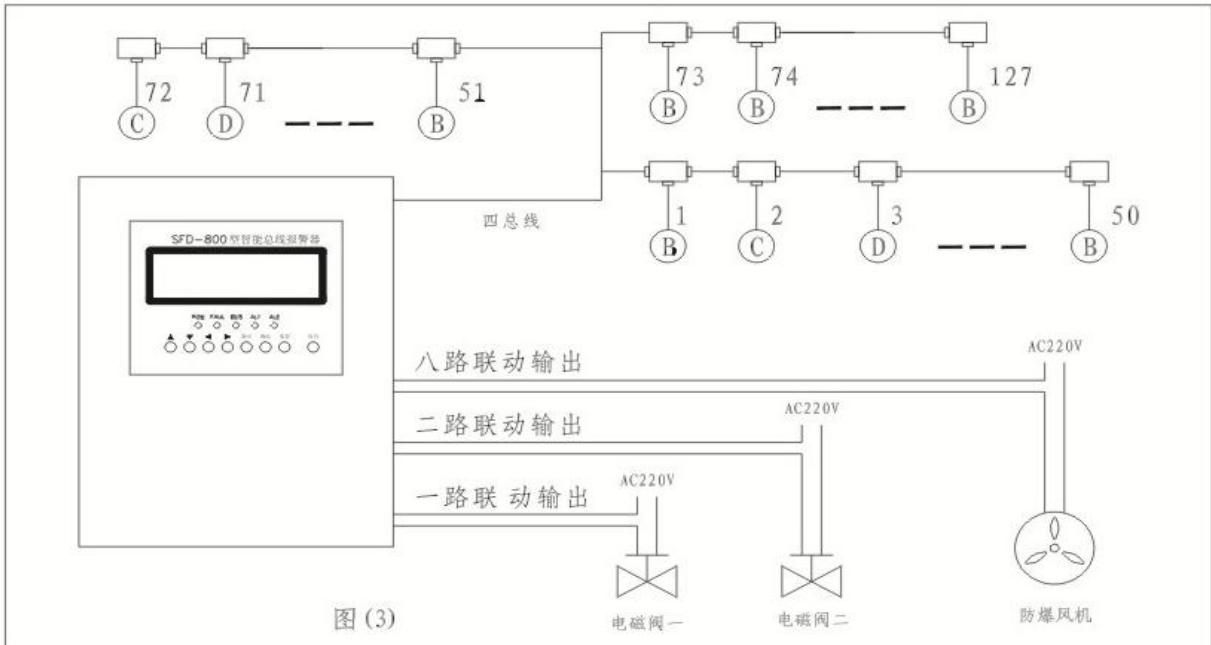 72 71 51 73 74 127
C D B B B B
四总线
1 2 3 50
B C D B
SFD-800型智能总线报警器
八路联动输出
AC220V
二路联动输出
AC220V
一路联动输出
AC220V
图(3)
电磁阀一
电磁阀二
防爆风机